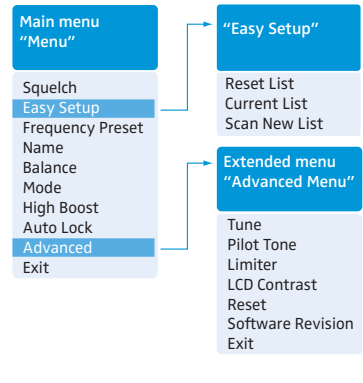 Main menu
“Menu”
Squelch
Easy Setup
Frequency Preset
Name
Balance
Mode
High Boost
Auto Lock
Advanced
Exit
“Easy Setup”
Reset List
Current List
Scan New List
Extended menu
“Advanced Menu”
Tune
Pilot Tone
Limiter
LCD Contrast
Reset
Software Revision
Exit